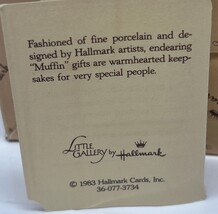 Fashioned of fine porcelain and de-
signed by Hallmark artists, endearing
"Muffin" gifts are warmhearted keep-
sakes for very special people.
LITTLE
GALLERY by Hallmark
© 1983 Hallmark Cards, Inc.
36-077-3734